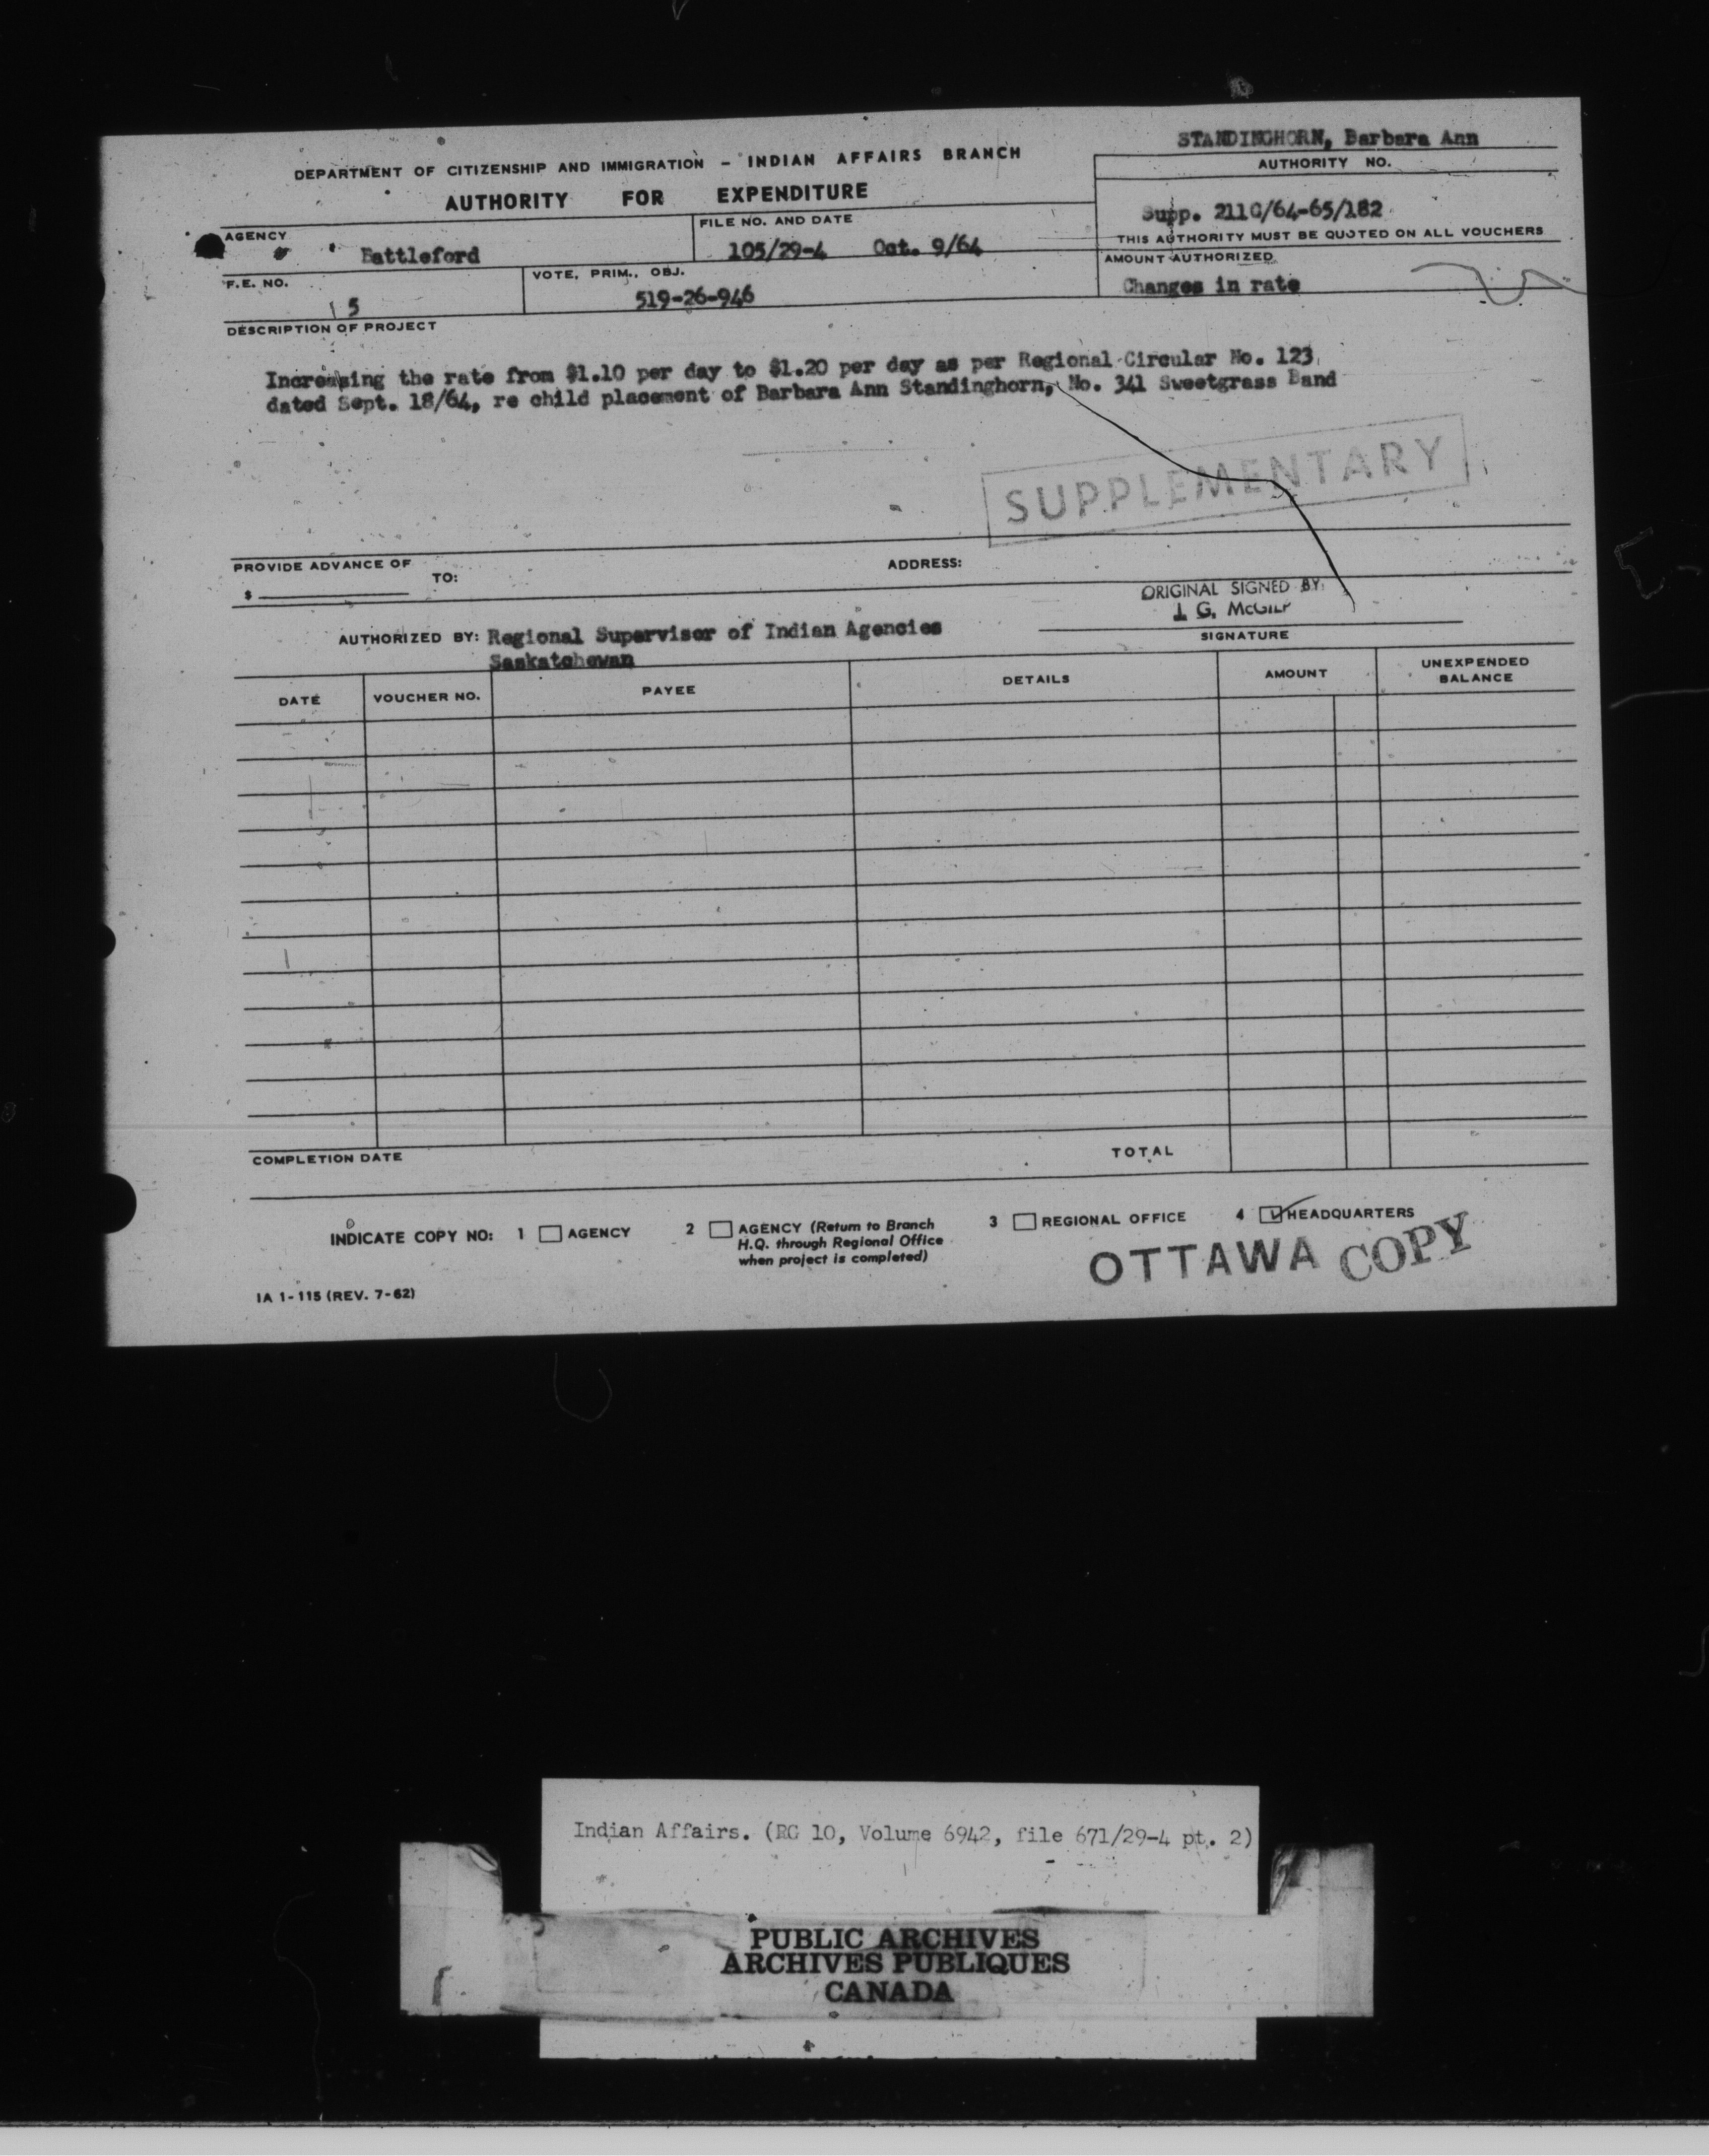 STANDINGHORN, Barbara Ann
DEPARTMENT OF CITIZENSHIP AND IMMIGRATION - INDIAN AFFAIRS BRANCH
AUTHORITY FOR EXPENDITURE
AUTHORITY NO.
Supp. 211C/64-65/182
THIS AUTHORITY MUST BE QUOTED ON ALL VOUCHERS
AGENCY
Battleford
FILE NO. AND DATE
105/29-4 Oct. 9/64
AMOUNT AUTHORIZED
Changes in rate
F.E. NO.
5
VOTE, PRIM., OBJ.
519-26-946
DESCRIPTION OF PROJECT
Increasing the rate from $1.10 per day to $1.20 per day as per Regional Circular No. 123
dated Sept. 18/64, re child placement of Barbara Ann Standinghorn, No. 341 Sweetgrass Band
SUPPLEMENTARY
PROVIDE ADVANCE OF
$ TO: ADDRESS:
ORIGINAL SIGNED BY
J. G. McGILP
AUTHORIZED BY: Regional Supervisor of Indian Agencies
Saskatchewan
SIGNATURE
DATE VOUCHER NO. PAYEE DETAILS AMOUNT UNEXPENDED BALANCE
COMPLETION DATE TOTAL
INDICATE COPY NO: 1 AGENCY 2 AGENCY (Return to Branch
H.Q. through Regional Office
when project is completed)
3 REGIONAL OFFICE 4 HEADQUARTERS
OTTAWA COPY
IA 1-115 (REV. 7-62)
Indian Affairs. (RG 10, Volume 6942, file 671/29-4 pt. 2)
PUBLIC ARCHIVES
ARCHIVES PUBLIQUES
CANADA